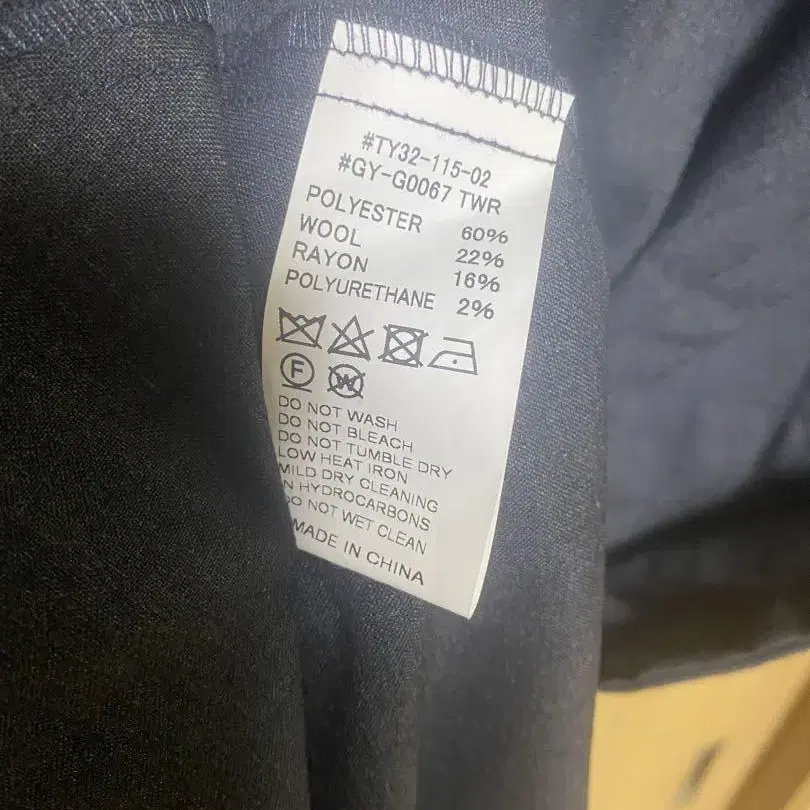 #TY32-115-02
#GY-G0067 TWR
POLYESTER 60%
WOOL 22%
RAYON 16%
POLYURETHANE 2%
F W
DO NOT WASH
DO NOT BLEACH
DO NOT TUMBLE DRY
LOW HEAT IRON
MILD DRY CLEANING
IN HYDROCARBONS
DO NOT WET CLEAN
MADE IN CHINA